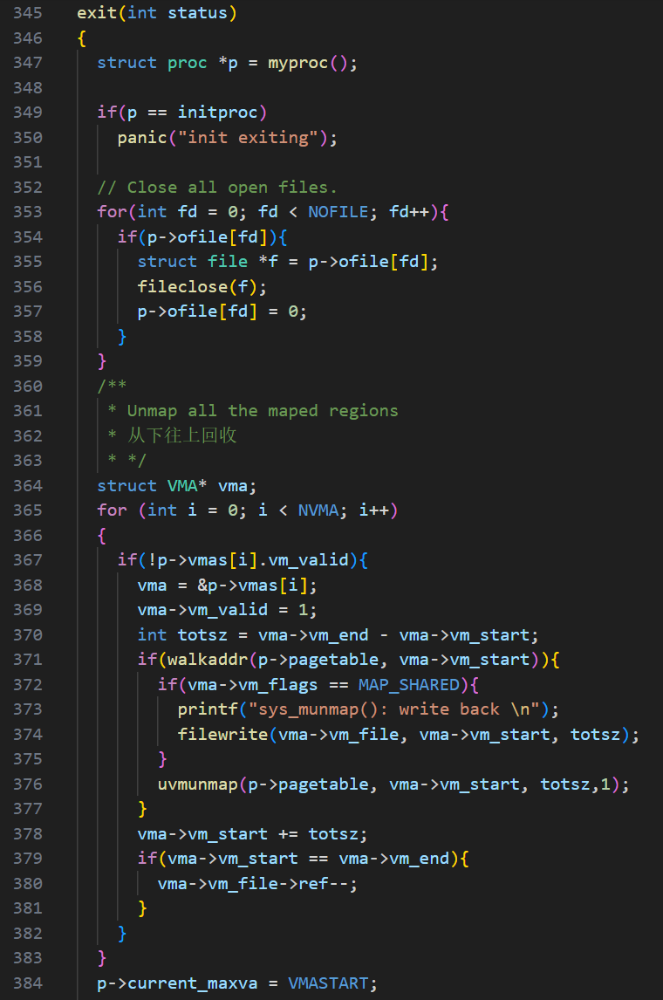 345 exit(int status)
346 {
347   struct proc *p = myproc();
348
349   if(p == initproc)
350     panic("init exiting");
351
352   // Close all open files.
353   for(int fd = 0; fd < NOFILE; fd++){
354     if(p->ofile[fd]){
355       struct file *f = p->ofile[fd];
356       fileclose(f);
357       p->ofile[fd] = 0;
358     }
359   }
360   /**
361    * Unmap all the maped regions
362    * 从下往上回收
363    * */
364   struct VMA* vma;
365   for (int i = 0; i < NVMA; i++)
366   {
367     if(!p->vmas[i].vm_valid){
368       vma = &p->vmas[i];
369       vma->vm_valid = 1;
370       int totsz = vma->vm_end - vma->vm_start;
371       if(walkaddr(p->pagetable, vma->vm_start)){
372         if(vma->vm_flags == MAP_SHARED){
373           printf("sys_munmap(): write back \n");
374           filewrite(vma->vm_file, vma->vm_start, totsz);
375         }
376         uvmunmap(p->pagetable, vma->vm_start, totsz,1);
377       }
378       vma->vm_start += totsz;
379       if(vma->vm_start == vma->vm_end){
380         vma->vm_file->ref--;
381       }
382     }
383   }
384   p->current_maxva = VMASTART;